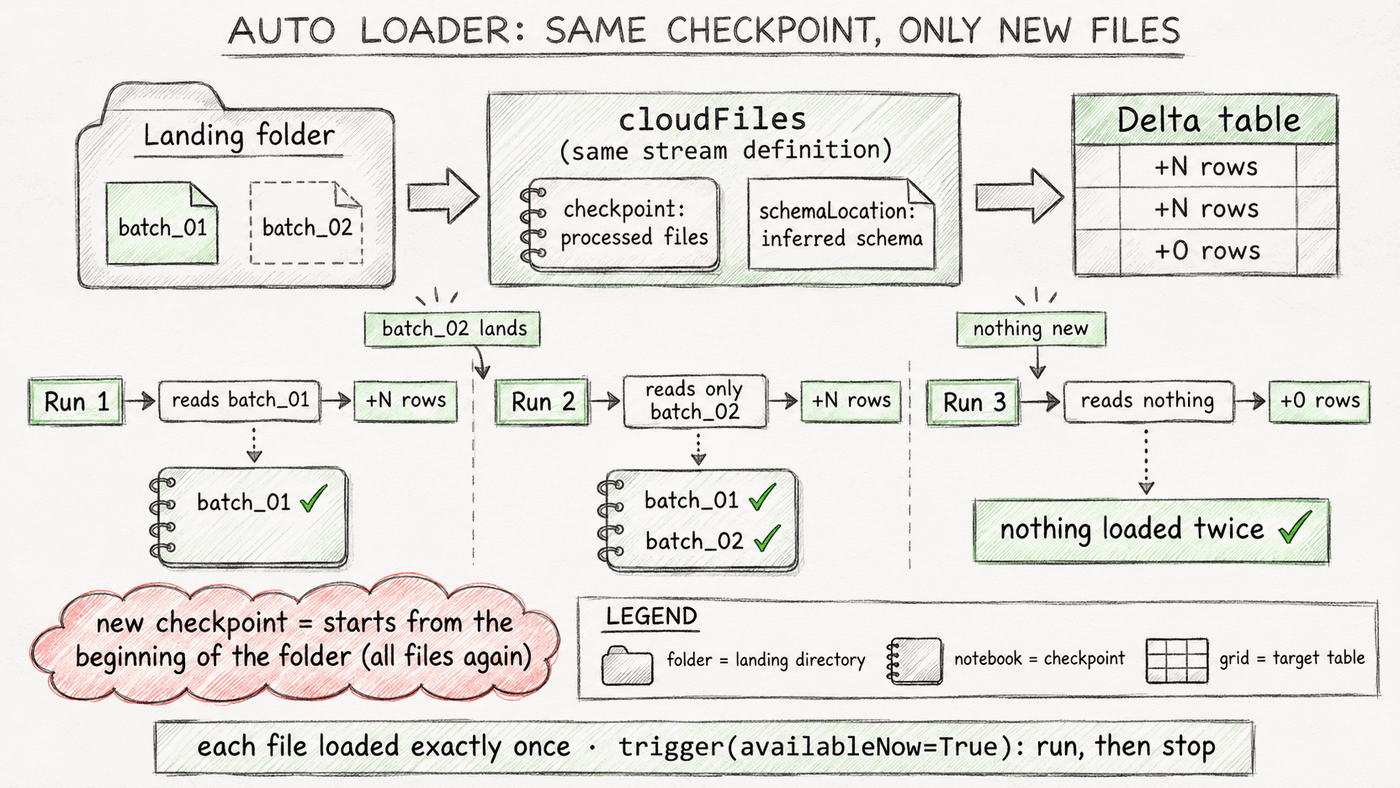 AUTO LOADER: SAME CHECKPOINT, ONLY NEW FILES
Landing folder
batch_01
batch_02
cloudFiles
(same stream definition)
checkpoint:
processed files
schemaLocation:
inferred schema
Delta table
+N rows
+N rows
+0 rows
batch_02 lands
nothing new
Run 1
reads batch_01
+N rows
Run 2
reads only
batch_02
+N rows
Run 3
reads nothing
+0 rows
batch_01
batch_01
batch_02
nothing loaded twice
new checkpoint = starts from the
beginning of the folder (all files again)
LEGEND
folder = landing directory
notebook = checkpoint
grid = target table
each file loaded exactly once · trigger(availableNow=True): run, then stop